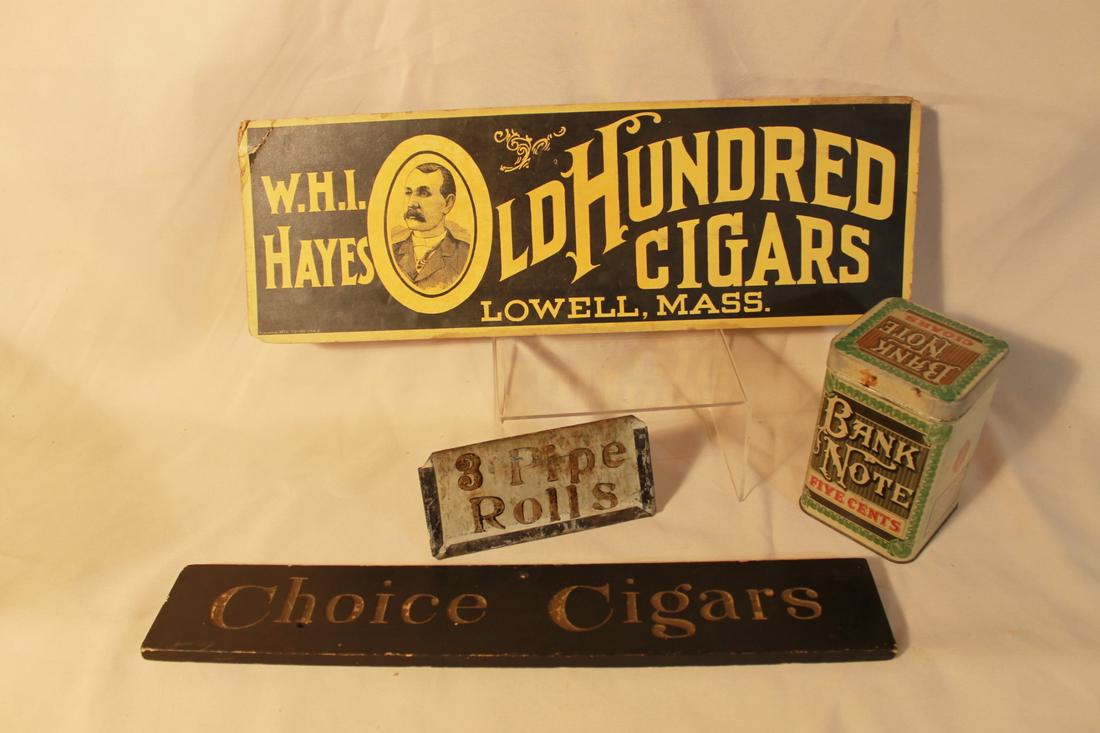 W.H.I. HAYES
OLD HUNDRED
CIGARS
LOWELL, MASS.
BANK
NOTE
CIGARS
BANK
NOTE
FIVE CENTS
3 Pipe
Rolls
Choice Cigars